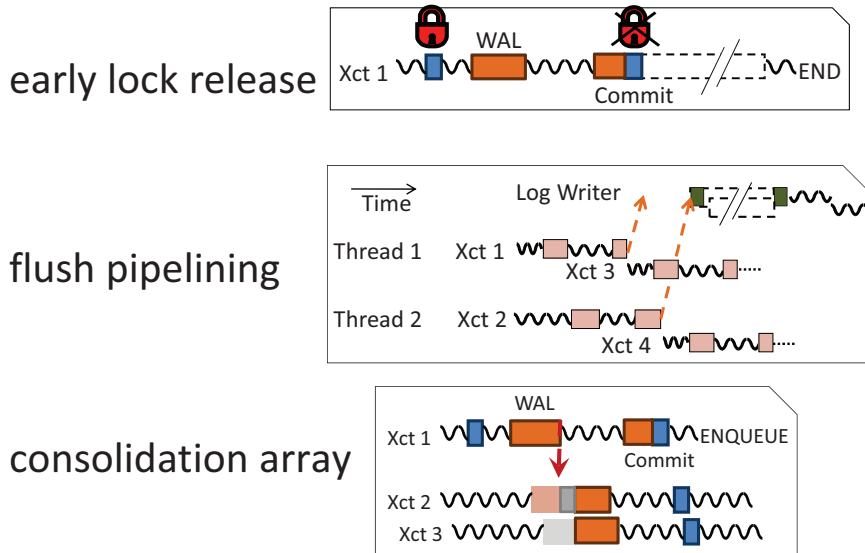 early lock release
WAL
Xct 1
END
Commit
flush pipelining
Time
Log Writer
Thread 1
Xct 1
Xct 3
Thread 2
Xct 2
Xct 4
consolidation array
WAL
Xct 1
ENQUEUE
Commit
Xct 2
Xct 3